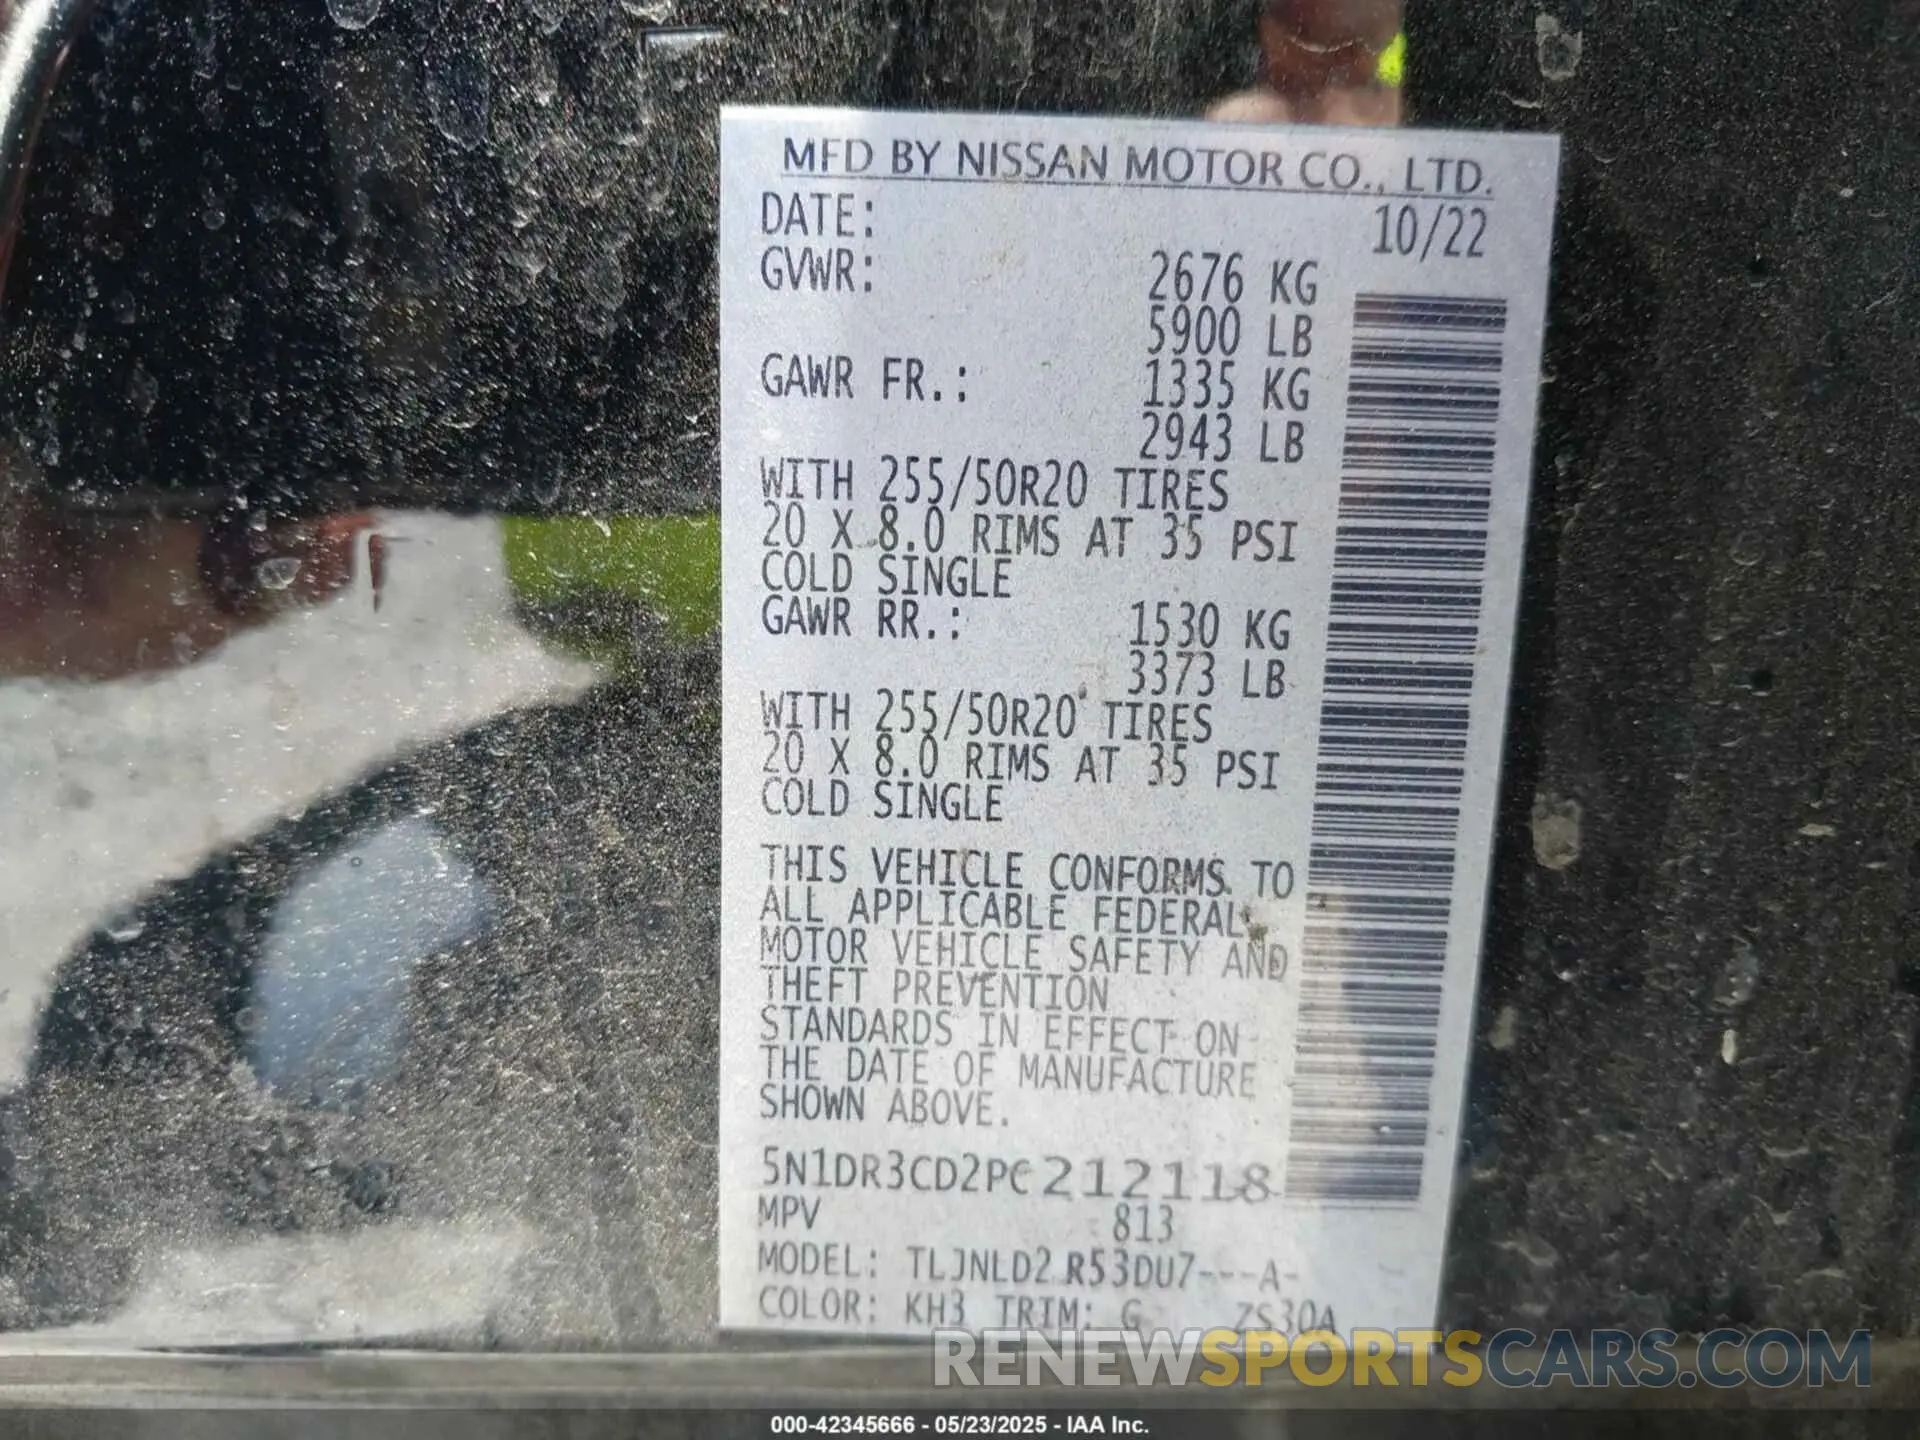 MFD BY NISSAN MOTOR CO., LTD.
DATE: 10/22
GVWR: 2676 KG
5900 LB
GAWR FR.: 1335 KG
2943 LB
WITH 255/50R20 TIRES
20 X 8.0 RIMS AT 35 PSI
COLD SINGLE
GAWR RR.: 1530 KG
3373 LB
WITH 255/50R20 TIRES
20 X 8.0 RIMS AT 35 PSI
COLD SINGLE
THIS VEHICLE CONFORMS TO
ALL APPLICABLE FEDERAL
MOTOR VEHICLE SAFETY AND
THEFT PREVENTION
STANDARDS IN EFFECT ON
THE DATE OF MANUFACTURE
SHOWN ABOVE.
5N1DR3CD2PC212118
MPV 813
MODEL: TLJNLD2 R53DU7---A-
COLOR: KH3 TRIM: G ZS30A
RENEWSPORTSCARS.COM
000-42345666 - 05/23/2025 - IAA Inc.